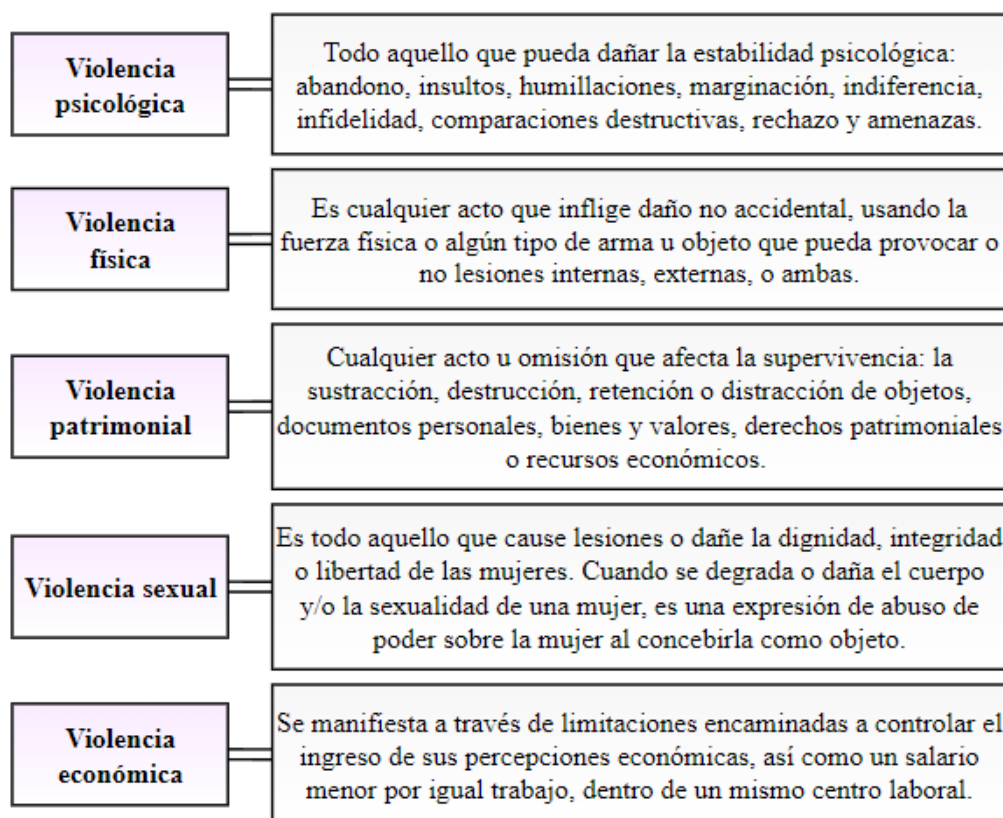 Violencia
psicológica
Todo aquello que pueda dañar la estabilidad psicológica:
abandono, insultos, humillaciones, marginación, indiferencia,
infidelidad, comparaciones destructivas, rechazo y amenazas.
Violencia
física
Es cualquier acto que inflige daño no accidental, usando la
fuerza física o algún tipo de arma u objeto que pueda provocar o
no lesiones internas, externas, o ambas.
Violencia
patrimonial
Cualquier acto u omisión que afecta la supervivencia: la
sustracción, destrucción, retención o distracción de objetos,
documentos personales, bienes y valores, derechos patrimoniales
o recursos económicos.
Violencia sexual
Es todo aquello que cause lesiones o dañe la dignidad, integridad
o libertad de las mujeres. Cuando se degrada o daña el cuerpo
y/o la sexualidad de una mujer, es una expresión de abuso de
poder sobre la mujer al concebirla como objeto.
Violencia
económica
Se manifiesta a través de limitaciones encaminadas a controlar el
ingreso de sus percepciones económicas, así como un salario
menor por igual trabajo, dentro de un mismo centro laboral.